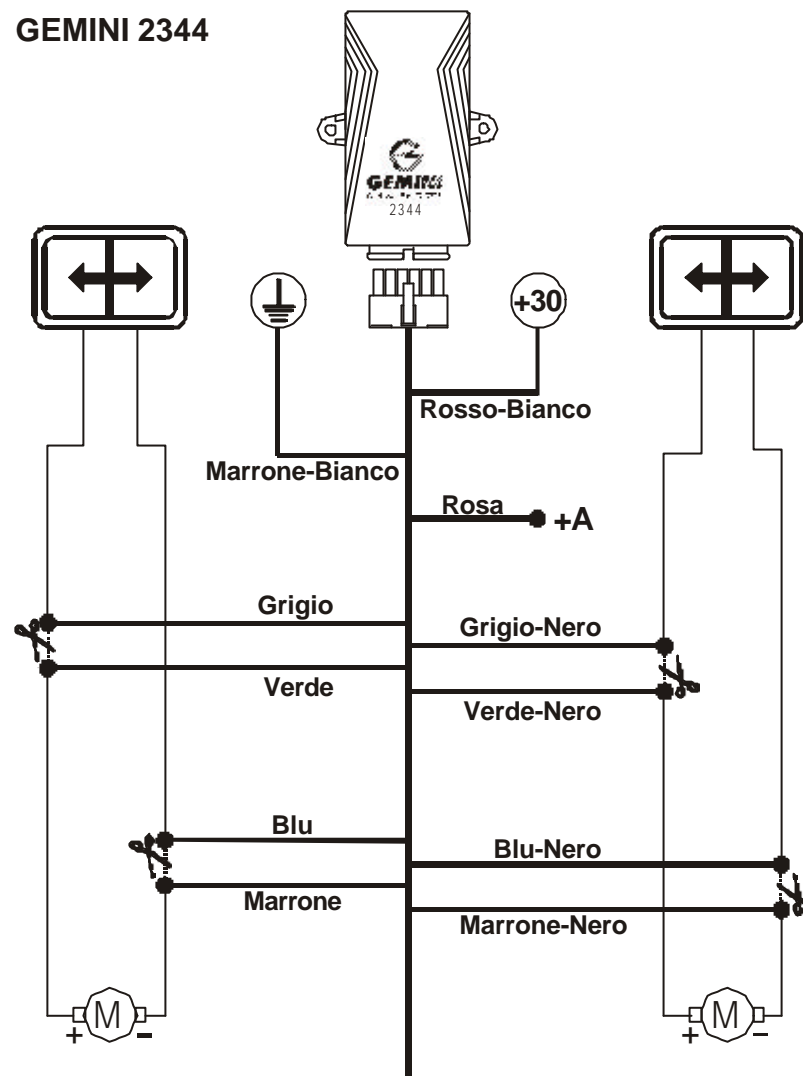 GEMINI 2344
GEMINI
2344
+30
Rosso-Bianco
Marrone-Bianco
Rosa
+A
Grigio
Grigio-Nero
Verde
Verde-Nero
Blu
Blu-Nero
Marrone
Marrone-Nero
M
+ -
M
+ -